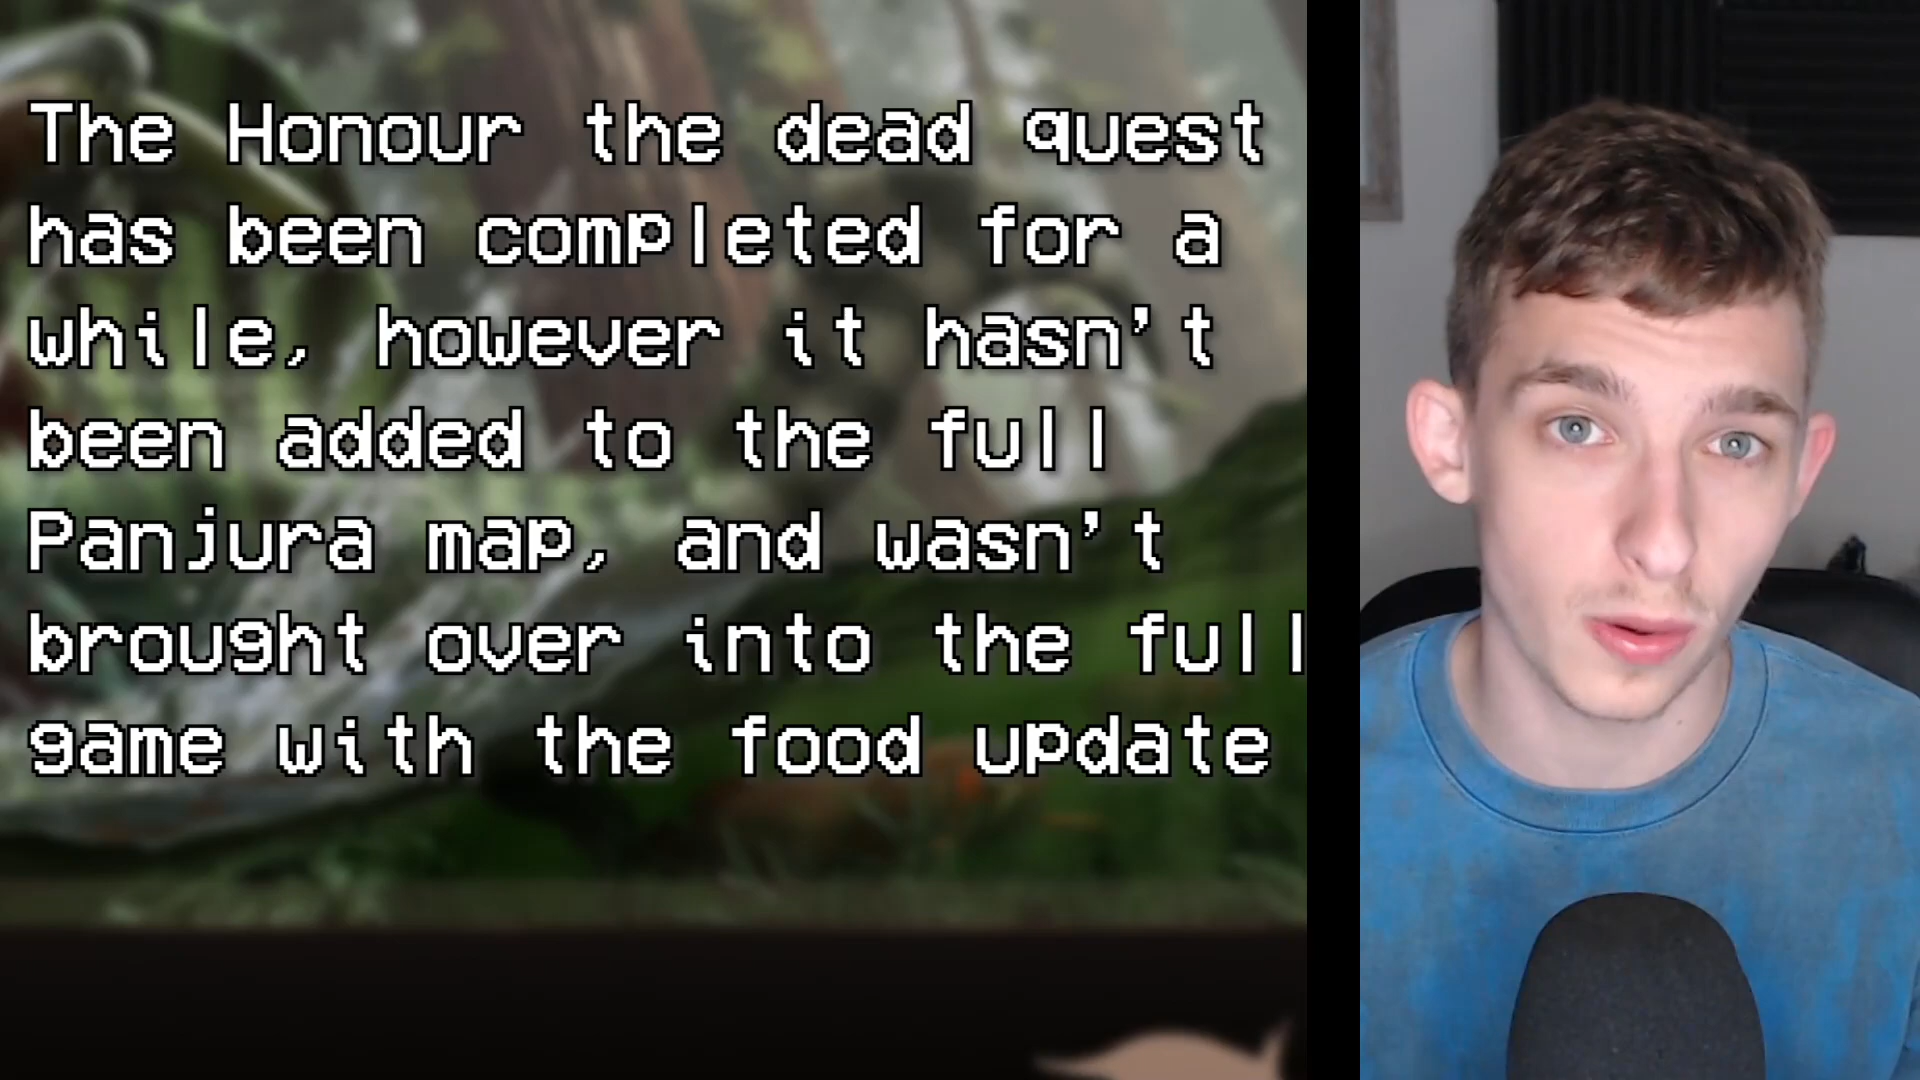 The Honour the dead quest
has been completed for a
while, however it hasn't
been added to the full
Panjura map, and wasn't
brought over into the full
game with the food update